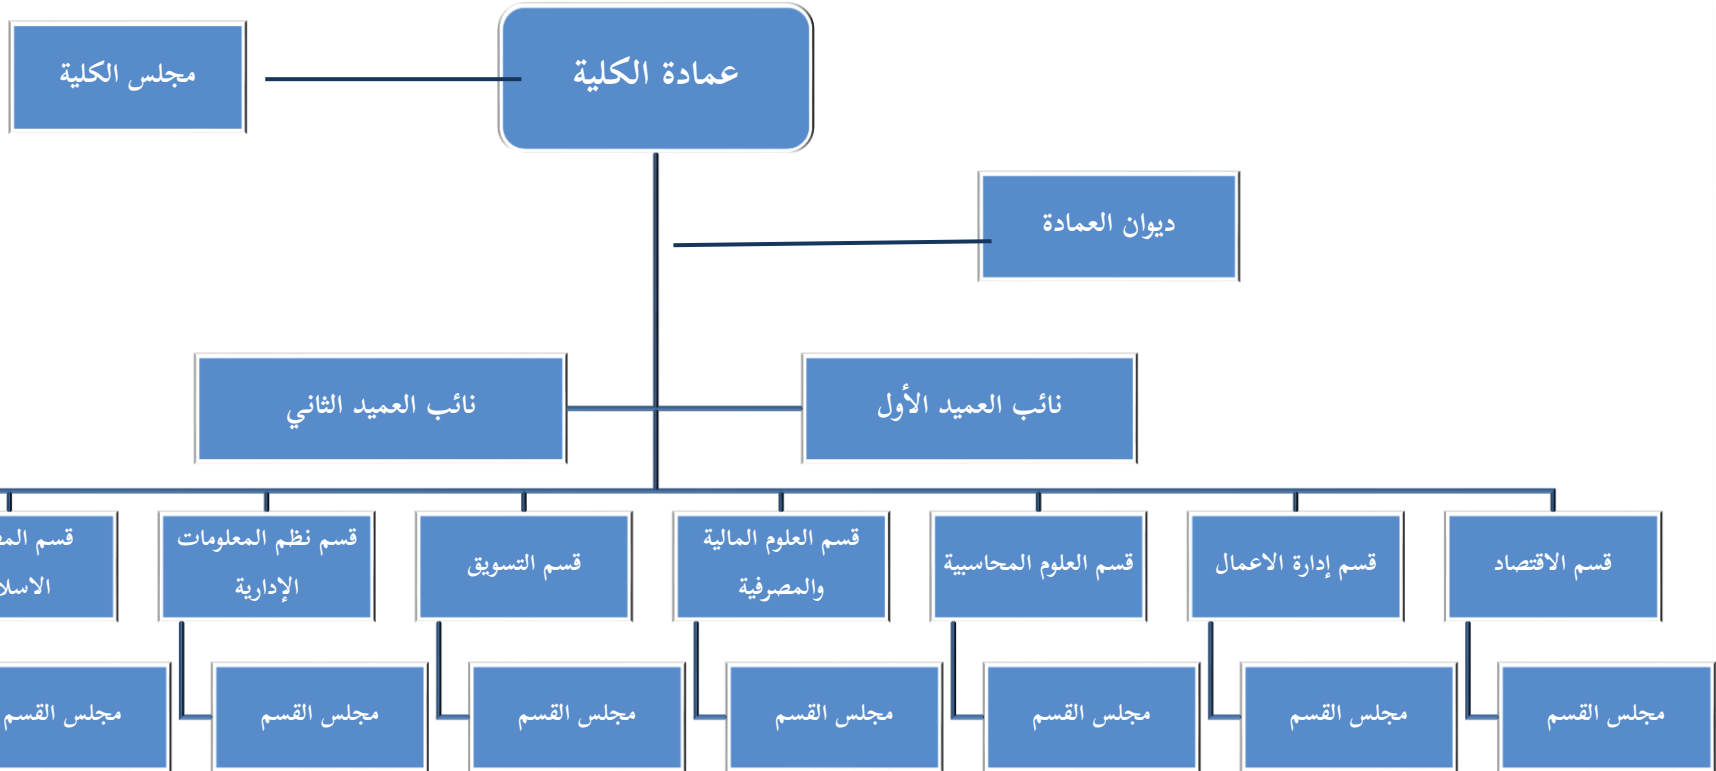 عمادة الكلية
مجلس الكلية
ديوان العمادة
نائب العميد الأول
نائب العميد الثاني
قسم الاقتصاد
قسم إدارة الاعمال
قسم العلوم المحاسبية
قسم العلوم المالية
والمصرفية
قسم التسويق
قسم نظم المعلومات
الإدارية
قسم
مجلس القسم
مجلس القسم
مجلس القسم
مجلس القسم
مجلس القسم
مجلس القسم
مجلس القسم